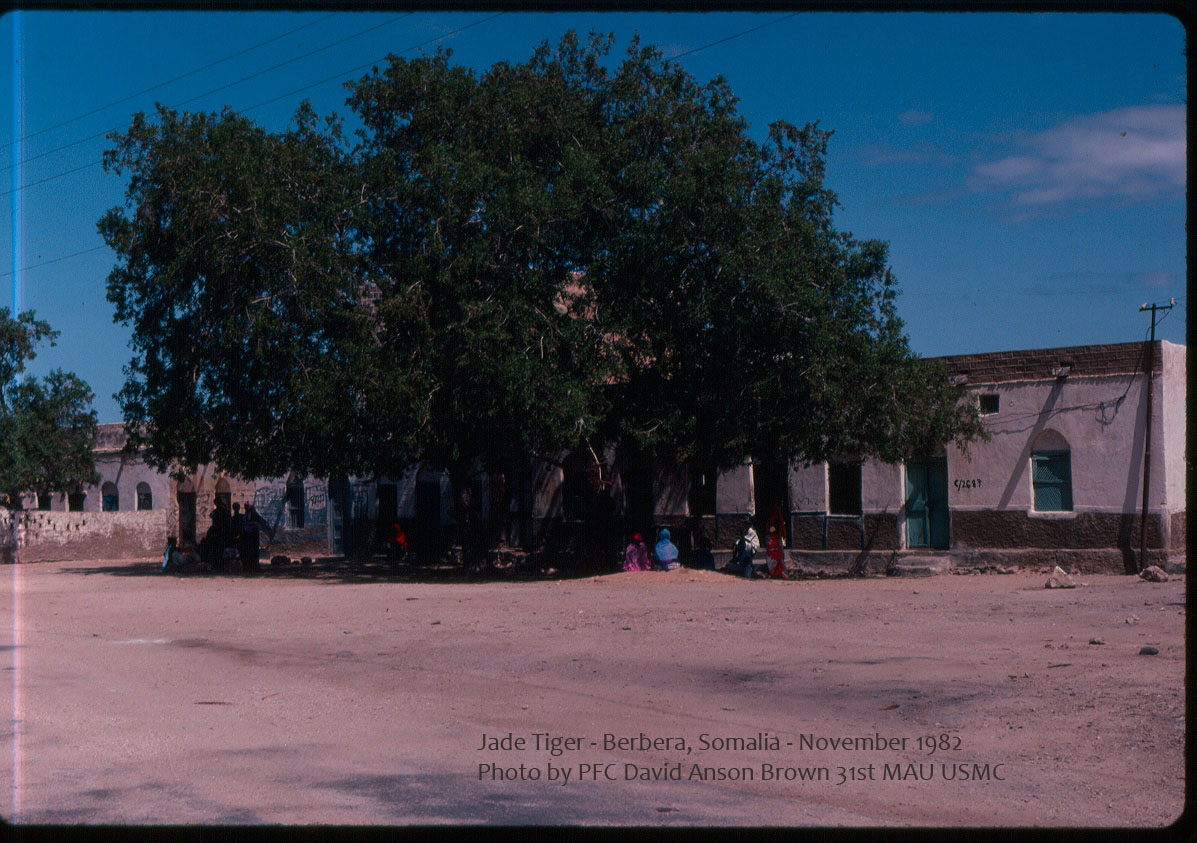 Jade Tiger - Berbera, Somalia - November 1982
Photo by PFC David Anson Brown 31st MAU USMC